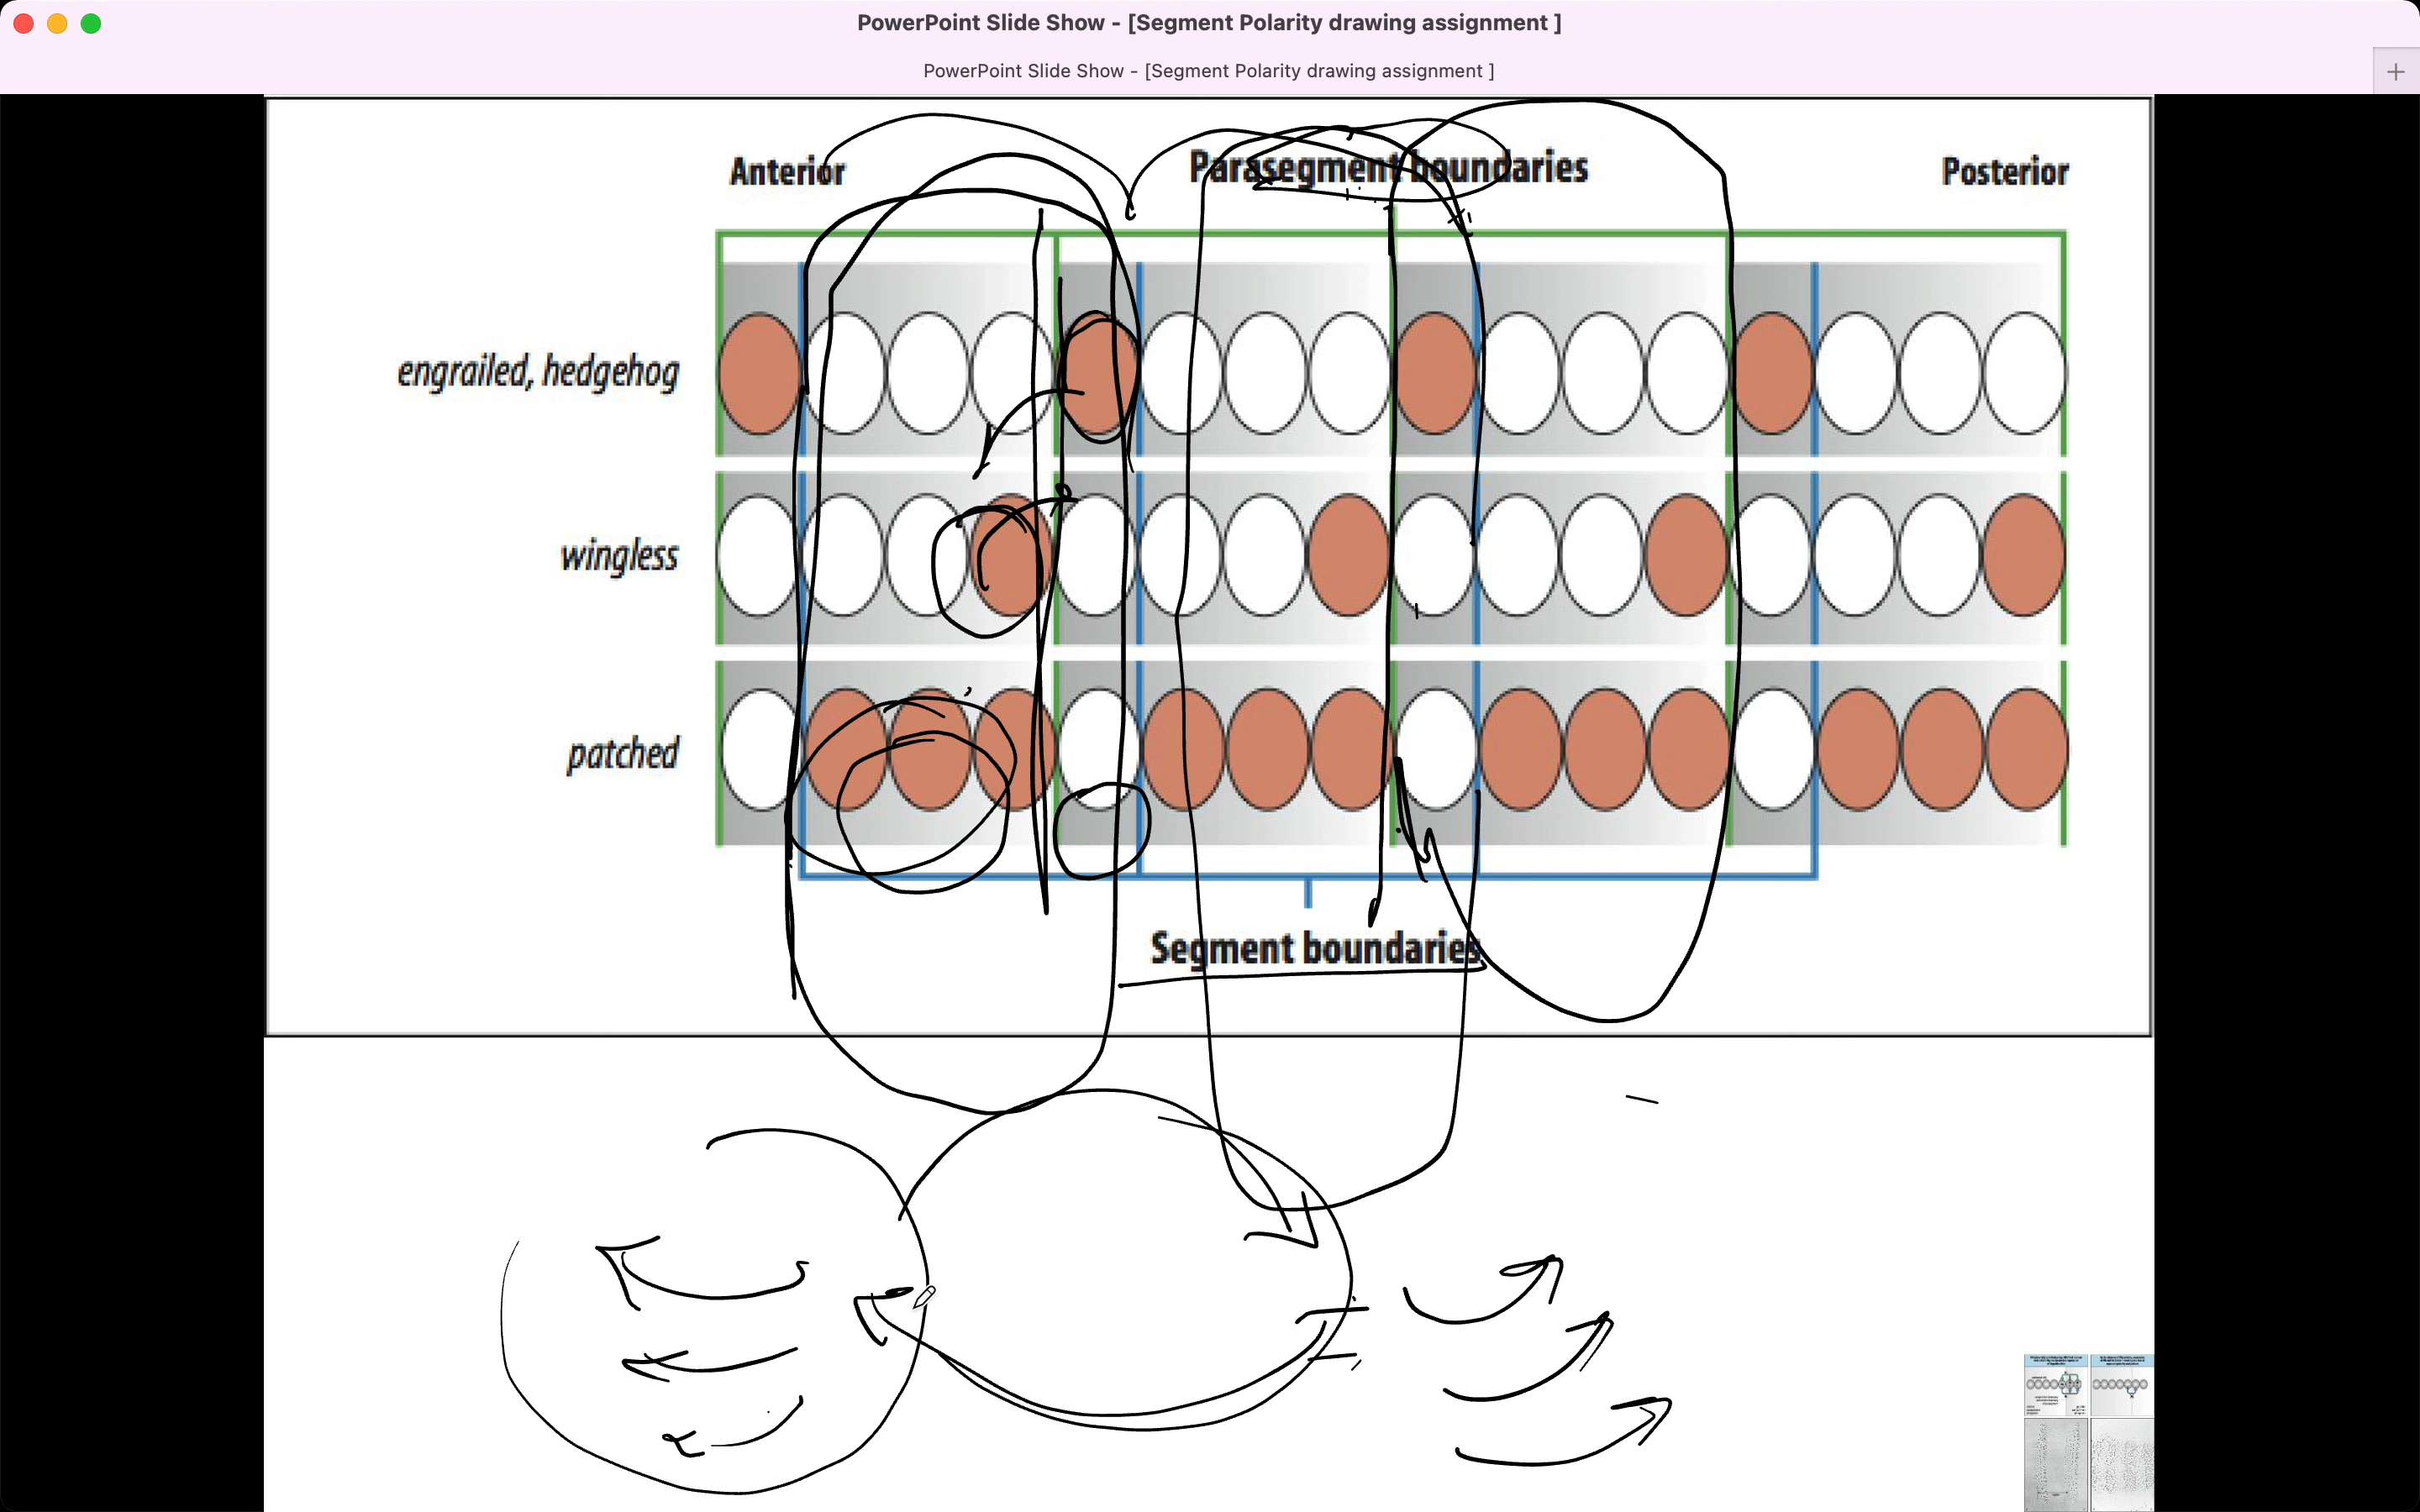 PowerPoint Slide Show - [Segment Polarity drawing assignment ]
PowerPoint Slide Show - [Segment Polarity drawing assignment ]
Anterior
Parasegment boundaries
Posterior
engrailed, hedgehog
wingless
patched
Segment boundaries